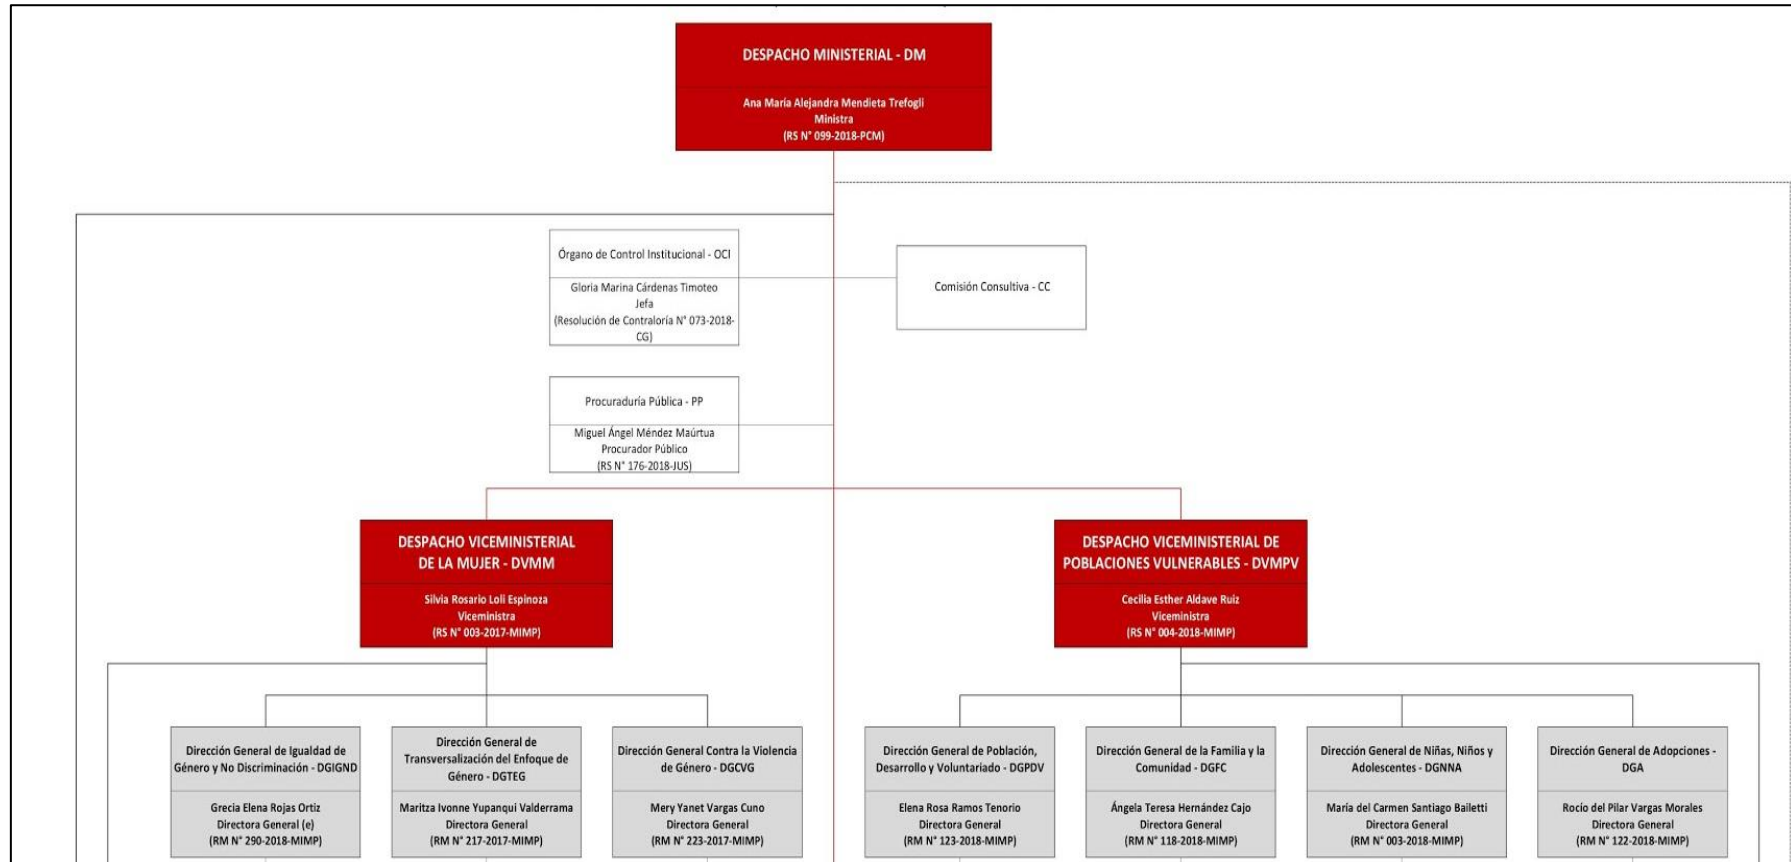 DESPACHO MINISTERIAL - DM
Ana María Alejandra Mendieta Trefogli
Ministra
(RS N° 099-2018-PCM)
Órgano de Control Institucional - OCI
Gloria Marina Cárdenas Timoteo
Jefa
(Resolución de Contraloría N° 073-2018-
CG)
Comisión Consultiva - CC
Procuraduría Pública - PP
Miguel Ángel Méndez Maúrtua
Procurador Público
(RS N° 176-2018-JUS)
DESPACHO VICEMINISTERIAL
DE LA MUJER - DVMM
Silvia Rosario Loli Espinoza
Viceministra
(RS N° 003-2017-MIMP)
DESPACHO VICEMINISTERIAL DE
POBLACIONES VULNERABLES - DVMPV
Cecilia Esther Aldave Ruiz
Viceministra
(RS N° 004-2018-MIMP)
Dirección General de Igualdad de
Género y No Discriminación - DGIGND
Grecia Elena Rojas Ortiz
Directora General (e)
(RM N° 290-2018-MIMP)
Dirección General de
Transversalización del Enfoque de
Género - DGTEG
Maritza Ivonne Yupanqui Valderrama
Directora General
(RM N° 217-2017-MIMP)
Dirección General Contra la Violencia
de Género - DGCVG
Mery Yanet Vargas Cuno
Directora General
(RM N° 223-2017-MIMP)
Dirección General de Población,
Desarrollo y Voluntariado - DGPDV
Elena Rosa Ramos Tenorio
Directora General
(RM N° 123-2018-MIMP)
Dirección General de la Familia y la
Comunidad - DGFC
Ángela Teresa Hernández Cajo
Directora General
(RM N° 118-2018-MIMP)
Dirección General de Niñas, Niños y
Adolescentes - DGNNA
María del Carmen Santiago Bailetti
Directora General
(RM N° 003-2018-MIMP)
Dirección General de Adopciones -
DGA
Rocío del Pilar Vargas Morales
Directora General
(RM N° 122-2018-MIMP)